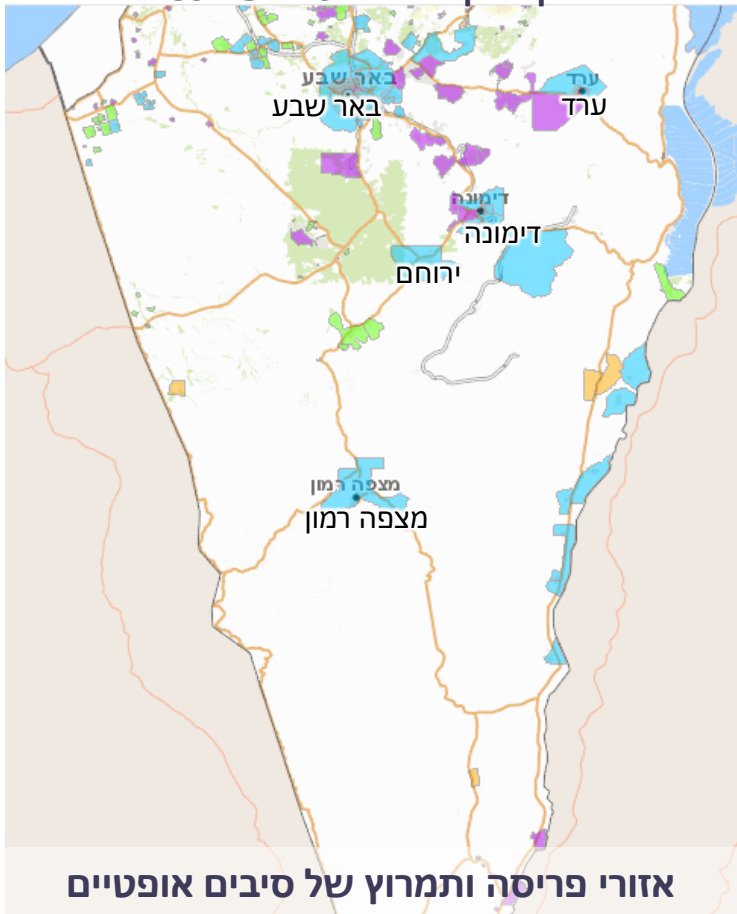 באר שבע
באר שבע
ערד
ערד
דימונה
דימונה
ירוחם
מצפה רמון
מצפה רמון
אזורי פריסה ותמרוץ של סיבים אופטיים